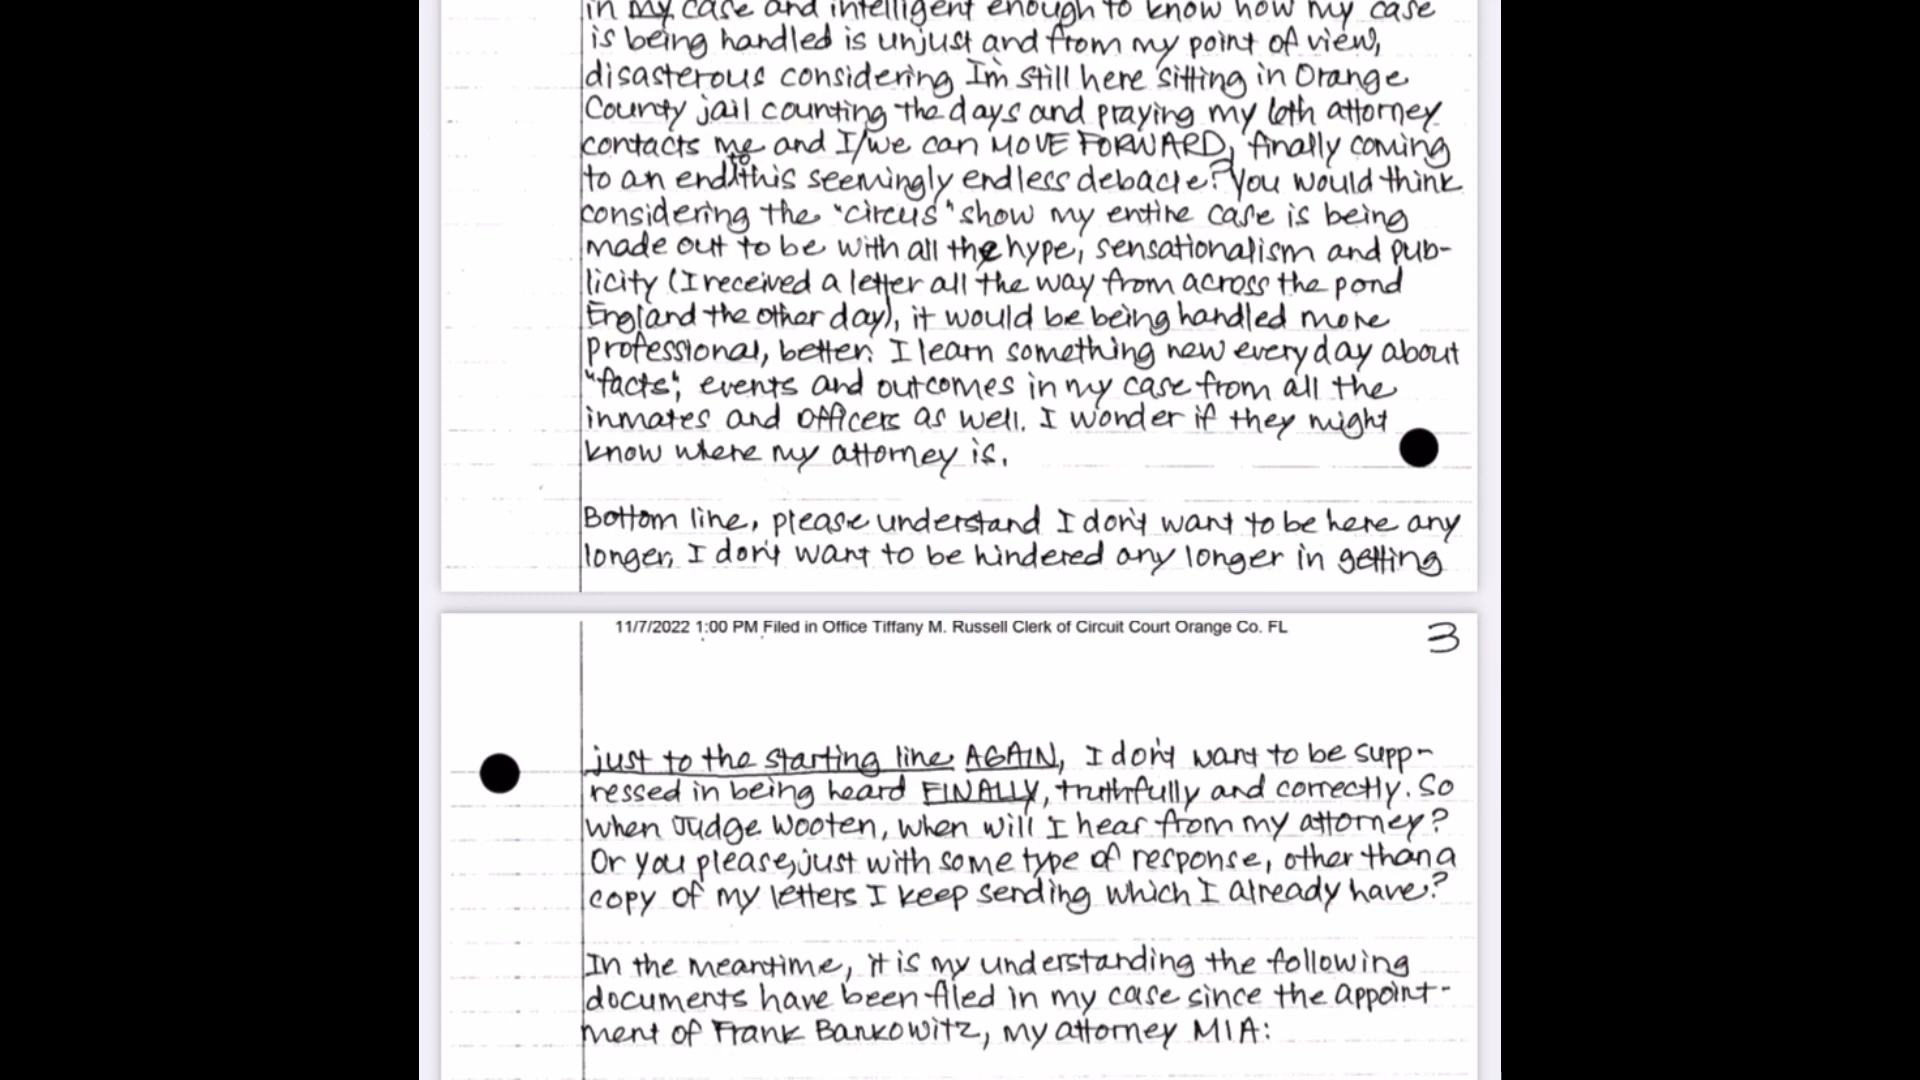 in my case and intelligent enough to know how my case
is being handled is unjust and from my point of view,
disasterous considering I'm still here sitting in Orange
County jail counting the days and praying my 6th attorney
contacts me and I/we can MOVE FORWARD, finally coming
to an end to this seemingly endless debacle? You would think
considering the "circus" show my entire case is being
made out to be with all the hype, sensationalism and pub-
licity (I received a letter all the way from across the pond
England the other day), it would be being handled more
professional, better. I learn something new everyday about
"facts", events and outcomes in my case from all the
inmates and officers as well. I wonder if they might
know where my attorney is.
Bottom line, please understand I don't want to be here any
longer, I don't want to be hindered any longer in getting
11/7/2022 1:00 PM Filed in Office Tiffany M. Russell Clerk of Circuit Court Orange Co. FL
3
just to the starting line AGAIN, I don't want to be supp-
ressed in being heard FINALLY, truthfully and correctly. So
when Judge Wooten, when will I hear from my attorney?
Or you please, just with some type of response, other than a
copy of my letters I keep sending which I already have?
In the meantime, it is my understanding the following
documents have been filed in my case since the appoint-
ment of Frank Bankowitz, my attorney MIA: